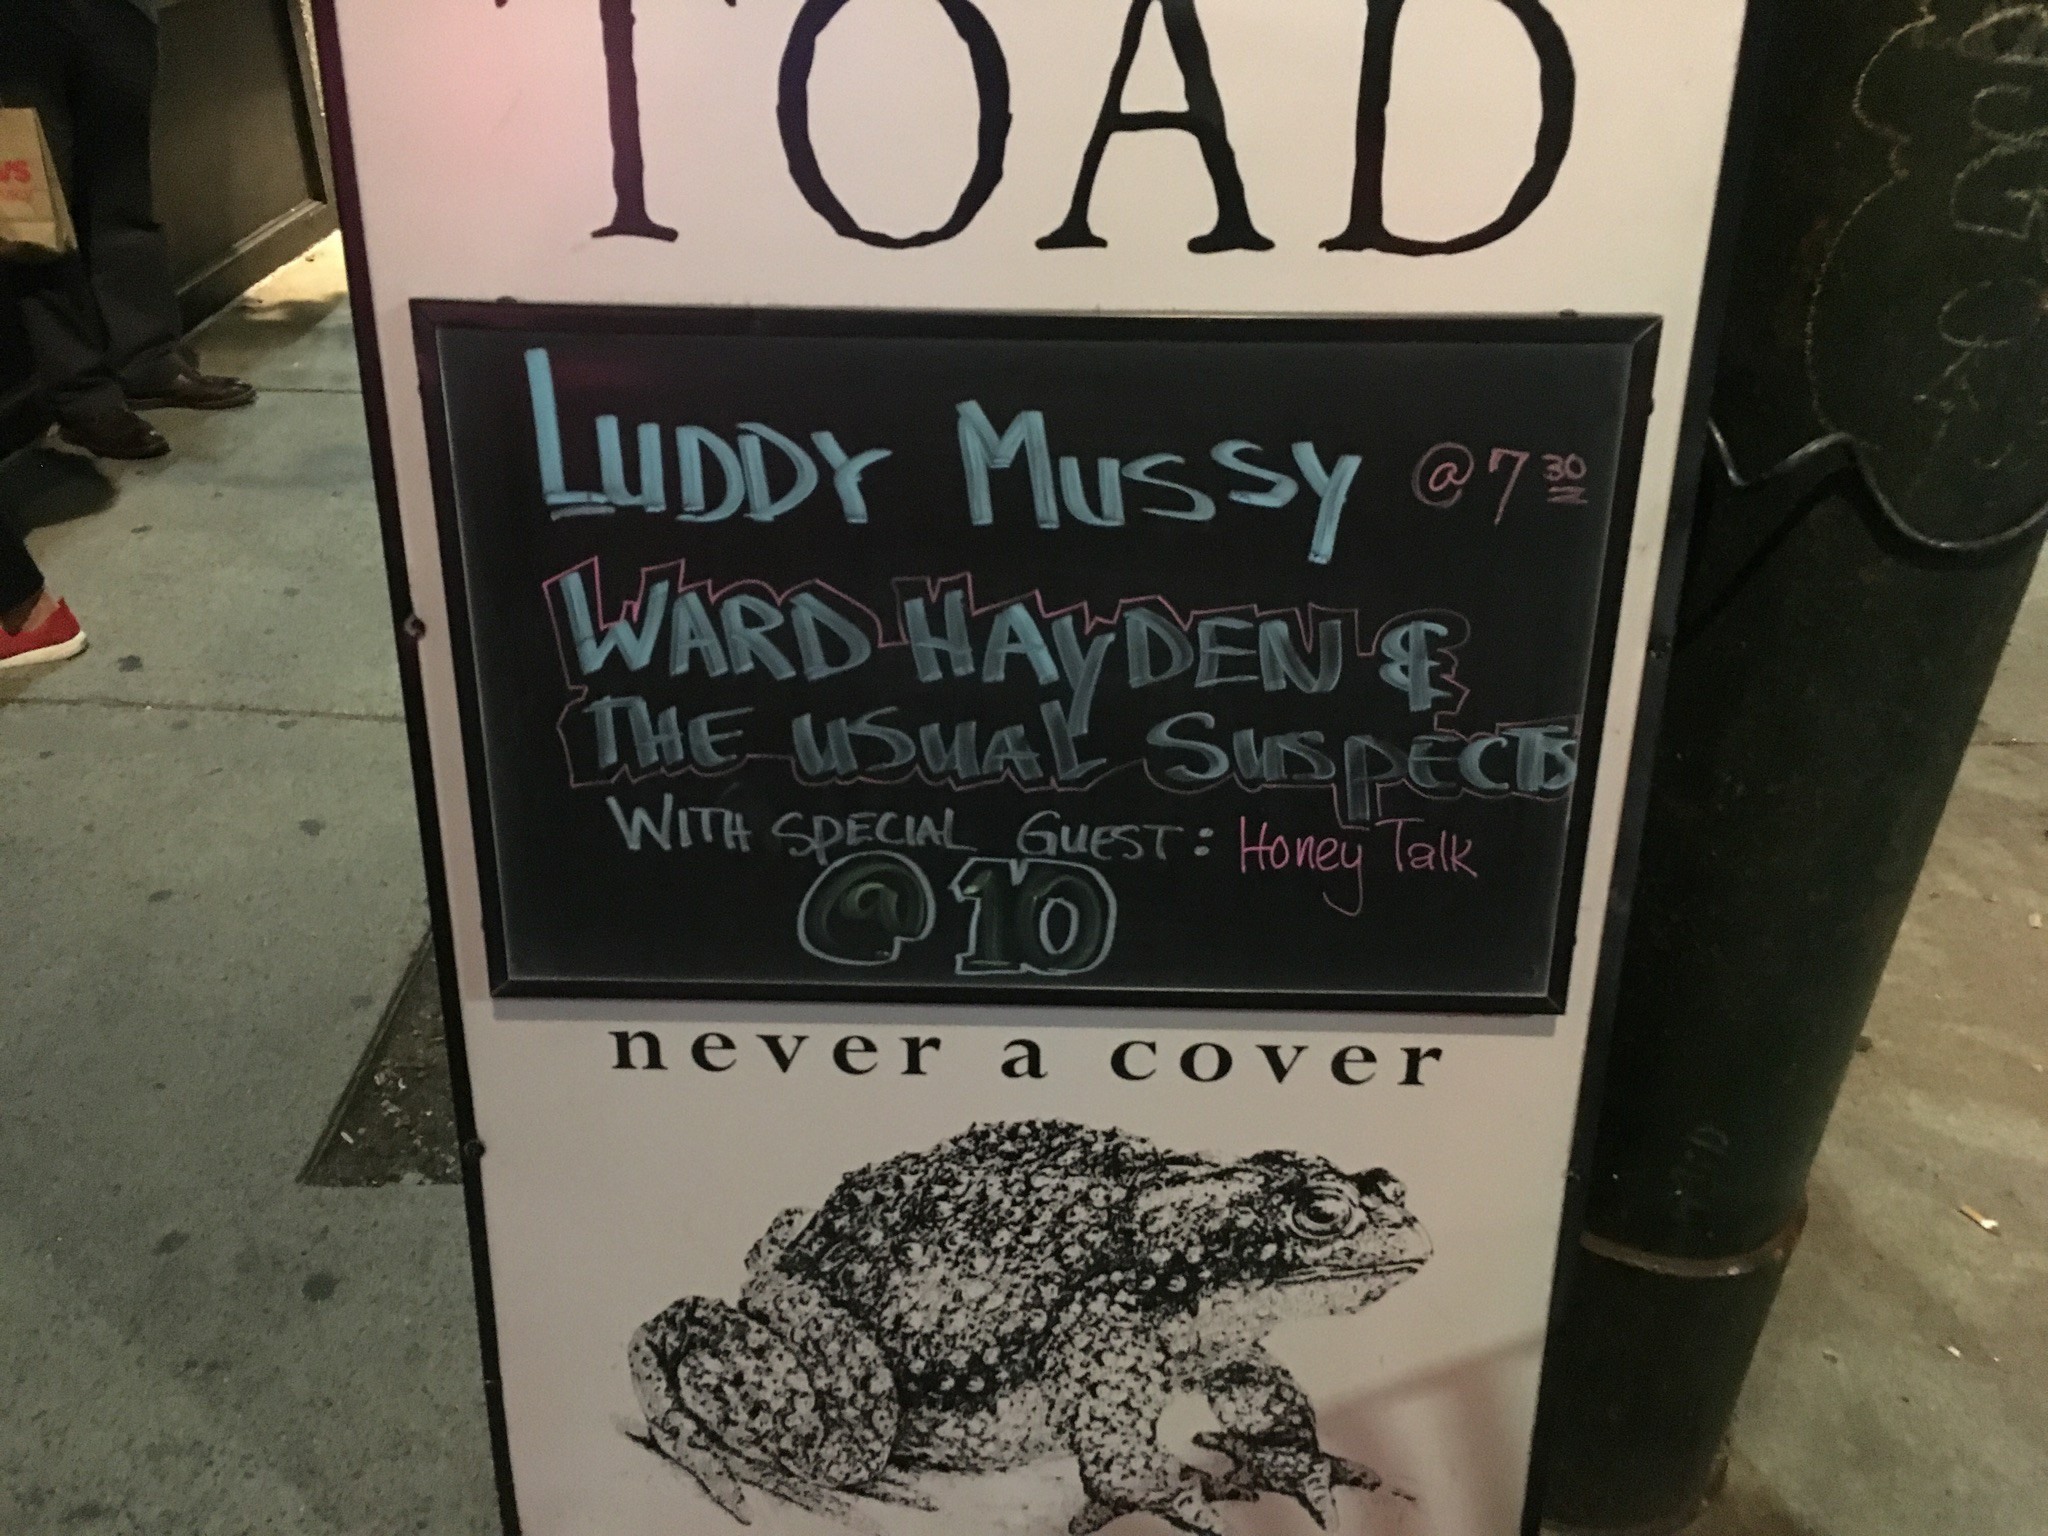 TOAD
LUDDY MUSSY @ 7 30
WARD HAYDEN &
THE USUAL SUSPECTS
WITH SPECIAL GUEST: Honey Talk
@ 10
never a cover